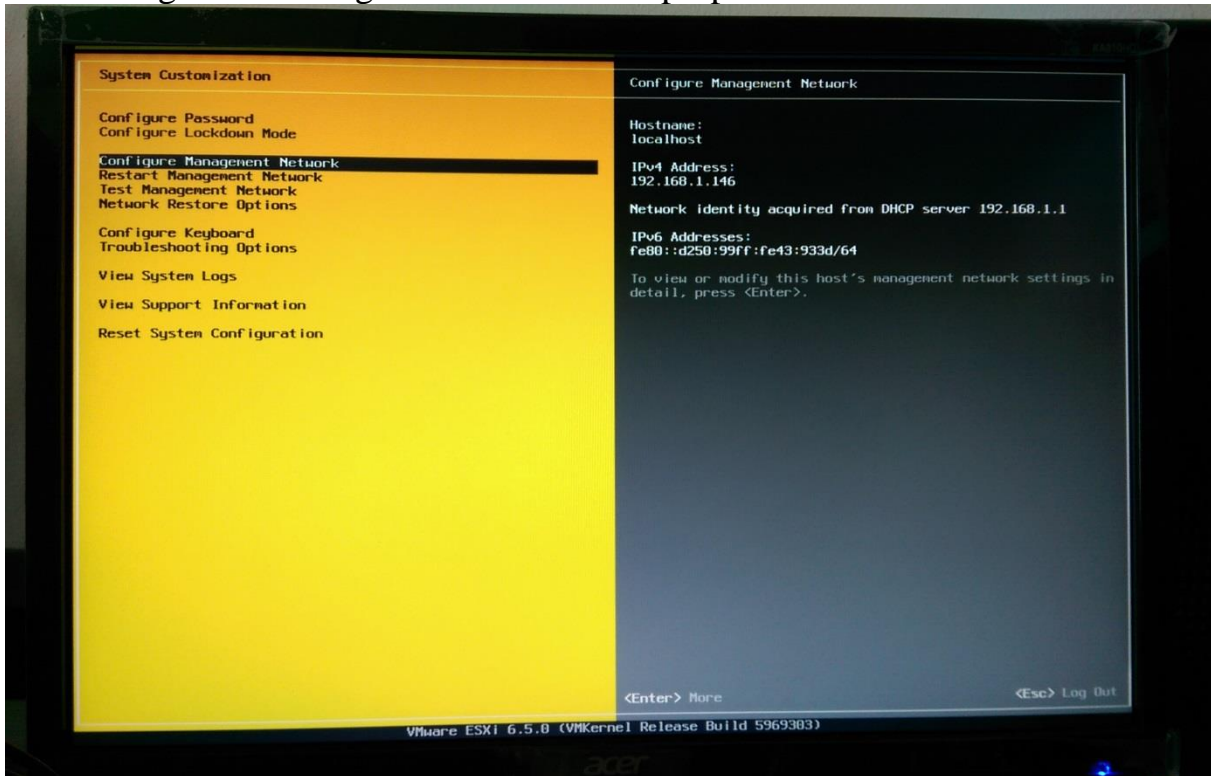 System Customization
Configure Password
Configure Lockdown Mode
Configure Management Network
Restart Management Network
Test Management Network
Network Restore Options
Configure Keyboard
Troubleshooting Options
View System Logs
View Support Information
Reset System Configuration
Configure Management Network
Hostname:
localhost
IPv4 Address:
192.168.1.146
Network identity acquired from DHCP server 192.168.1.1
IPv6 Addresses:
fe80::d250:99ff:fe43:933d/64
To view or modify this host's management network settings in
detail, press <Enter>.
<Enter> More
<Esc> Log Out
VMware ESXi 6.5.0 (VMKernel Release Build 5969303)
acer